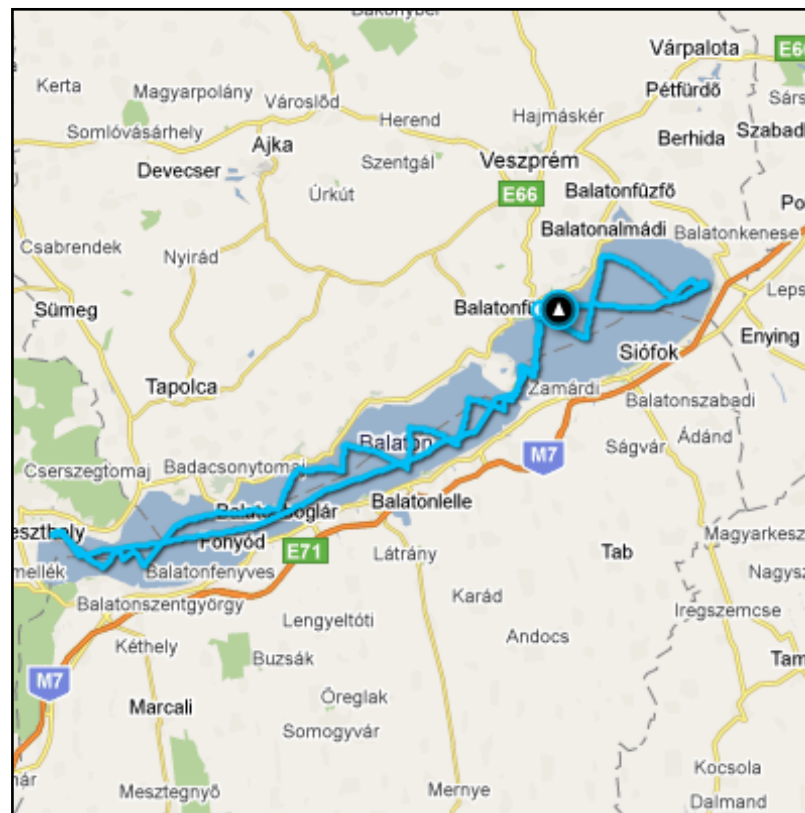 Várpalota
Kerta
Magyarpolány
Városlőd
Pétfürdő
Hajmáskér
Herend
Somlóvásárhely
Berhida
Ajka
Szentgál
Veszprém
Devecser
Úrkút
E66
Balatonfűzfő
Balatonalmádi
Balatonkenese
Csabrendek
Nyirád
Sümeg
Enying
Siófok
Tapolca
Zamárdi
Balatonszabadi
Balaton
Ságvár
Ádánd
Badacsonytomaj
Cserszegtomaj
M7
Balatonlelle
Fonyód
E71
Látrány
Tab
Balatonfenyves
Balatonszentgyörgy
Karád
Iregszemcse
Lengyeltóti
Kéthely
Andocs
Buzsák
M7
Öreglak
Marcali
Somogyvár
Kocsola
Mesztegnyő
Mernye
Dalmand